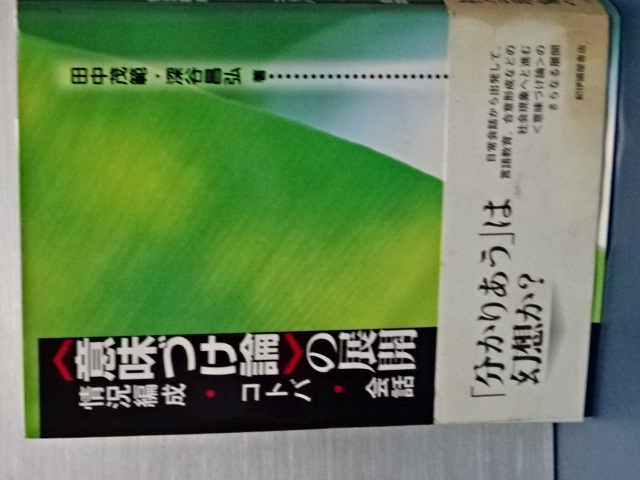 〈意味づけ論〉の展開
情況編成・コトバ・会話
田中茂範・深谷昌弘 著
「分かりあう」は
幻想か?
日常会話から出発して、
言語教育、合意形成などの
社会現象へと進む
〈意味づけ論〉の
さらなる展開
紀伊國屋書店